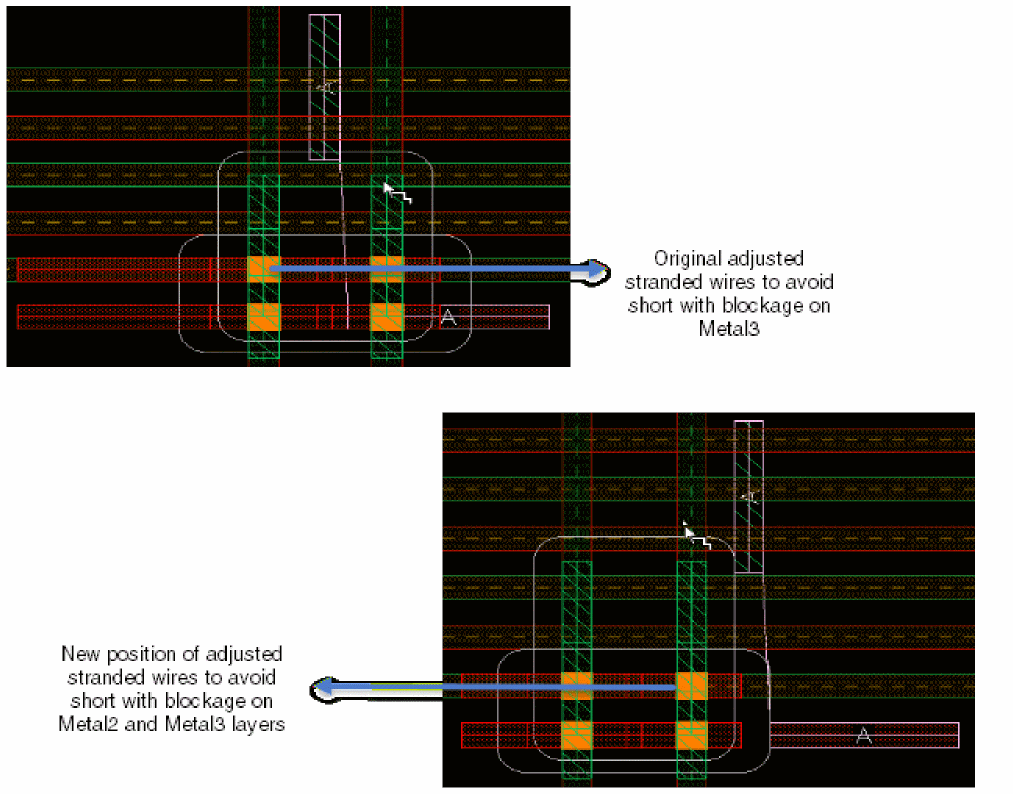 A
Original adjusted
stranded wires to avoid
short with blockage on
Metal3
A
A
New position of adjusted
stranded wires to avoid
short with blockage on
Metal2 and Metal3 layers
A